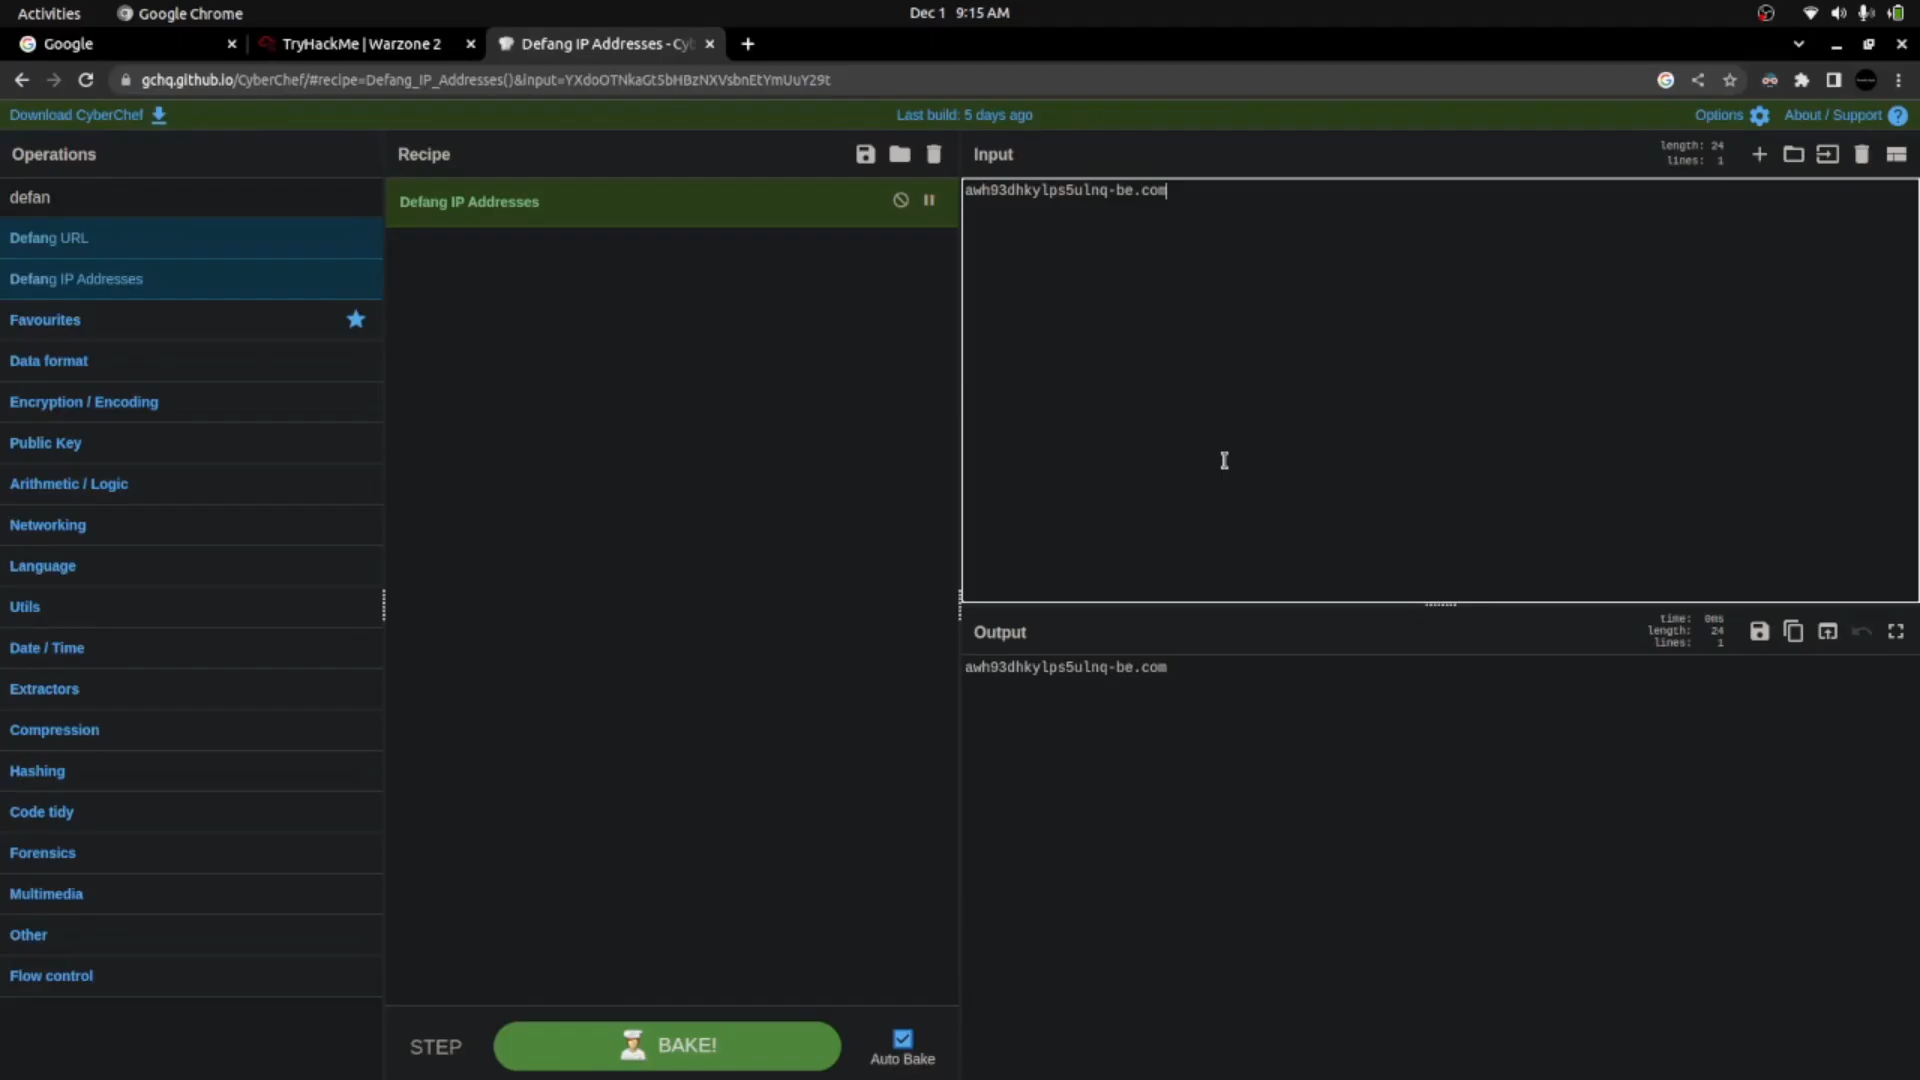 Activities
Google Chrome
Dec 1 9:15 AM
Google
TryHackMe | Warzone 2
Defang IP Addresses - Cyb
gchq.github.io/CyberChef/#recipe=Defang_IP_Addresses()&input=YXdoOTNkaGt5bHBzNXVsbnEtYmUuY29t
Download CyberChef
Last build: 5 days ago
Options
About / Support
Operations
Recipe
Input
length: 24
lines: 1
defan
Defang IP Addresses
awh93dhkylps5ulnq-be.com
Defang URL
Defang IP Addresses
Favourites
Data format
Encryption / Encoding
Public Key
Arithmetic / Logic
Networking
Language
Utils
Date / Time
Extractors
Compression
Hashing
Code tidy
Forensics
Multimedia
Other
Flow control
Output
time: 0ms
length: 24
lines: 1
awh93dhkylps5ulnq-be.com
STEP
BAKE!
Auto Bake